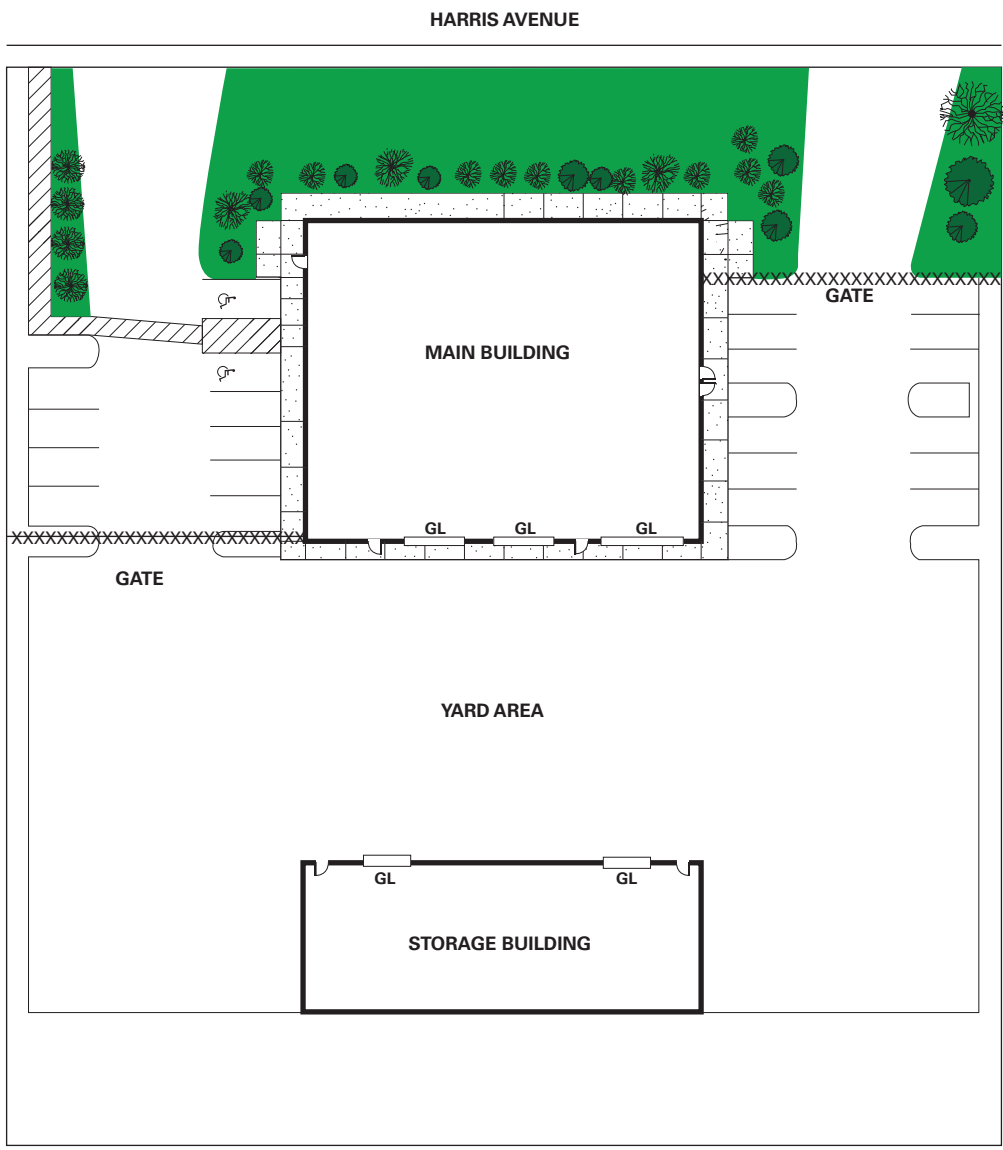 HARRIS AVENUE
GATE
MAIN BUILDING
GL
GL
GL
GATE
YARD AREA
GL
GL
STORAGE BUILDING